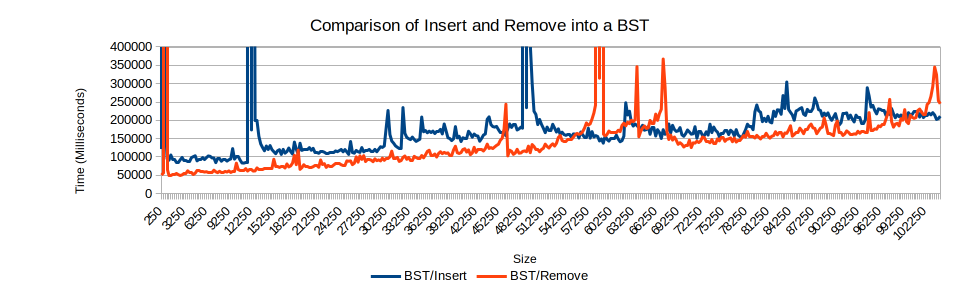 Comparison of Insert and Remove into a BST
Time (Milliseconds)
400000
350000
300000
250000
200000
150000
100000
50000
0
250 3250 6250 9250 12250 15250 18250 21250 24250 27250 30250 33250 36250 39250 42250 45250 48250 51250 54250 57250 60250 63250 66250 69250 72250 75250 78250 81250 84250 87250 90250 93250 96250 99250 102250
Size
BST/Insert BST/Remove